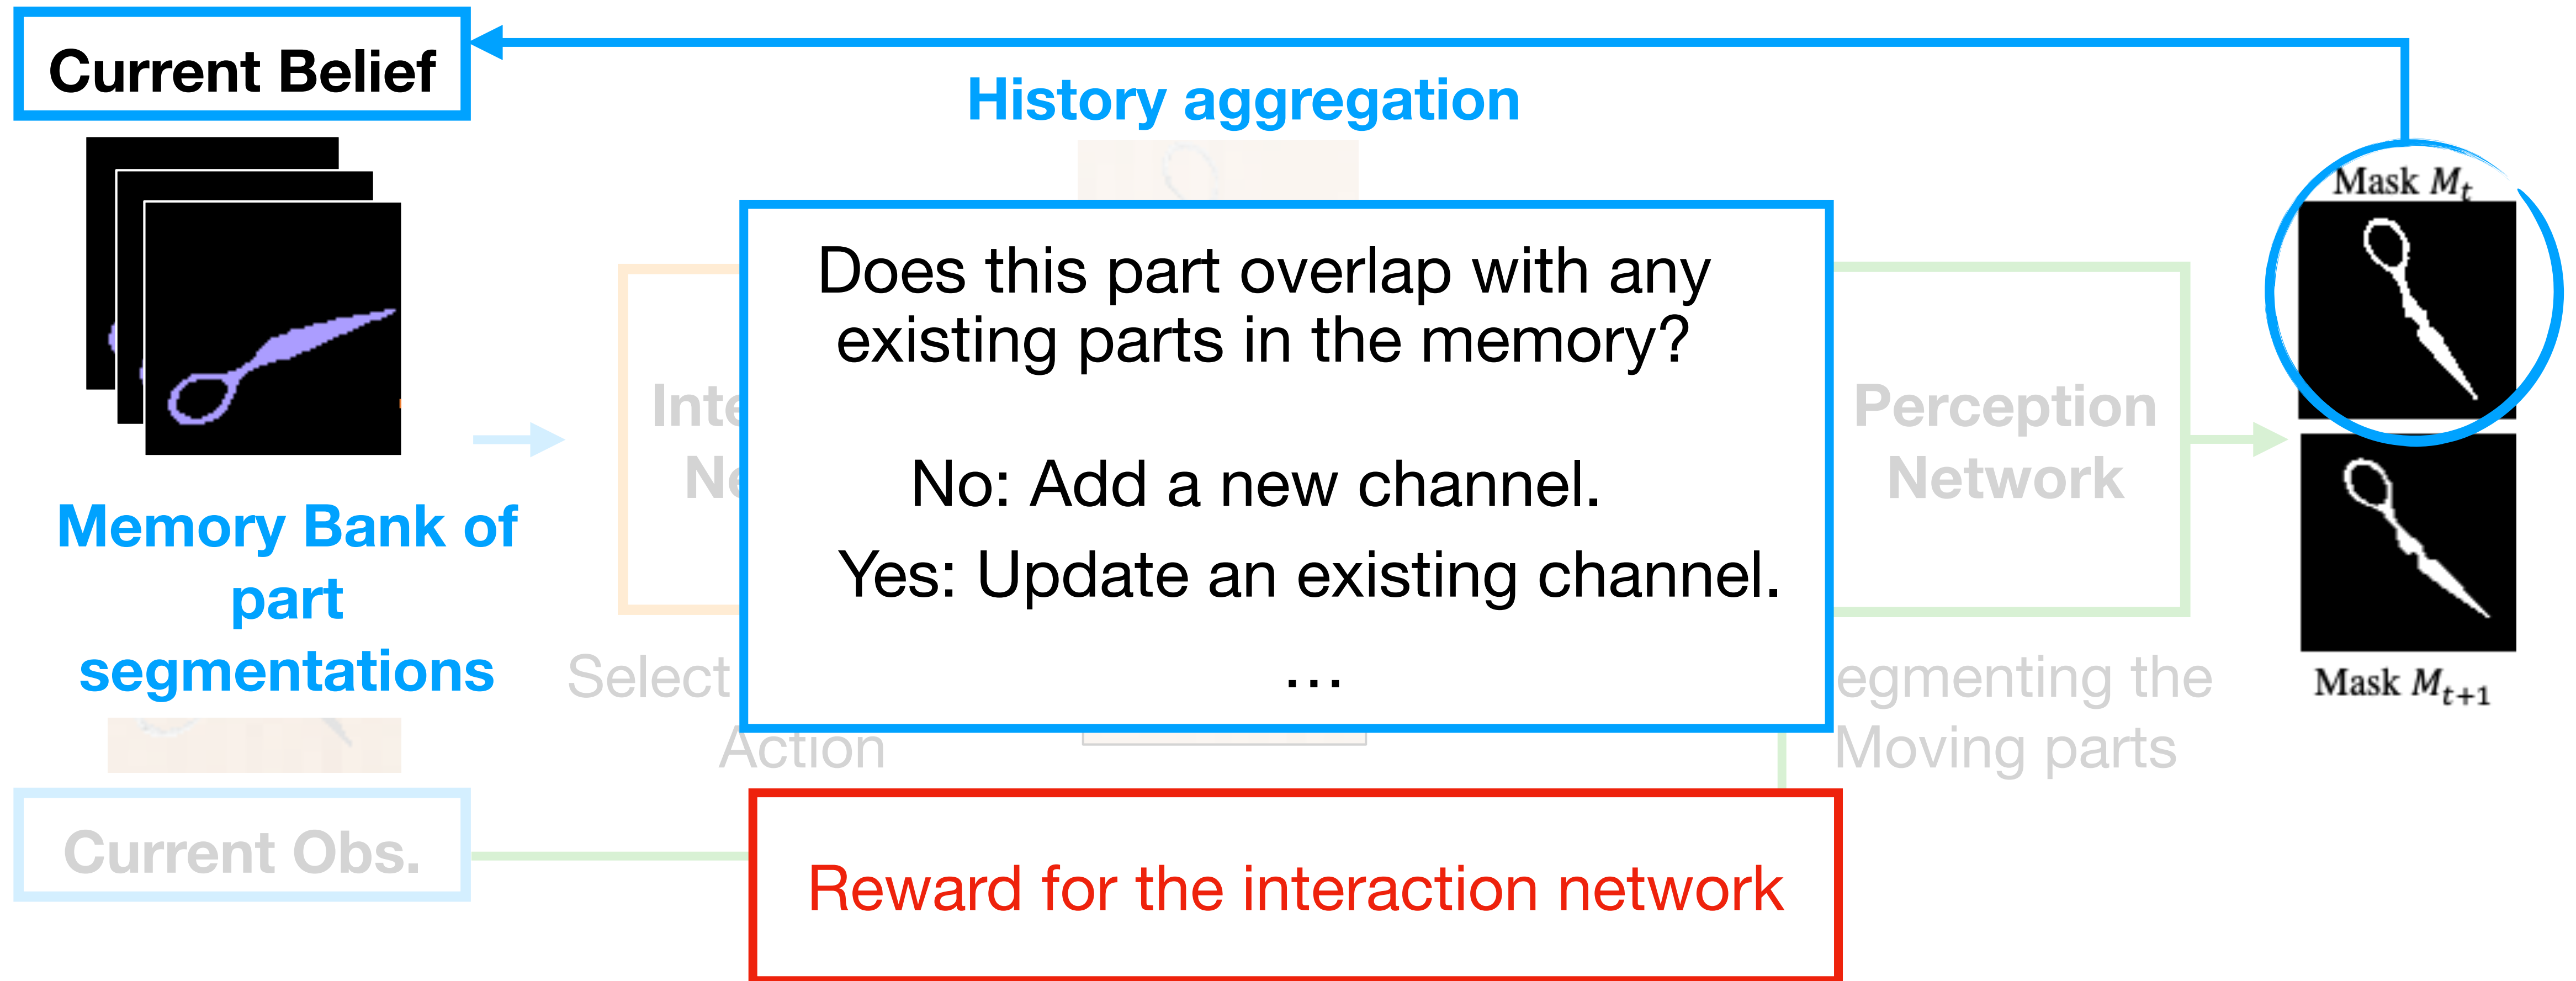 Current Belief
History aggregation
Mask M_t
Does this part overlap with any
existing parts in the memory?
No: Add a new channel.
Yes: Update an existing channel.
...
Perception
Network
Memory Bank of
part
segmentations
Select
Action
egmenting the
Moving parts
Mask M_{t+1}
Current Obs.
Reward for the interaction network